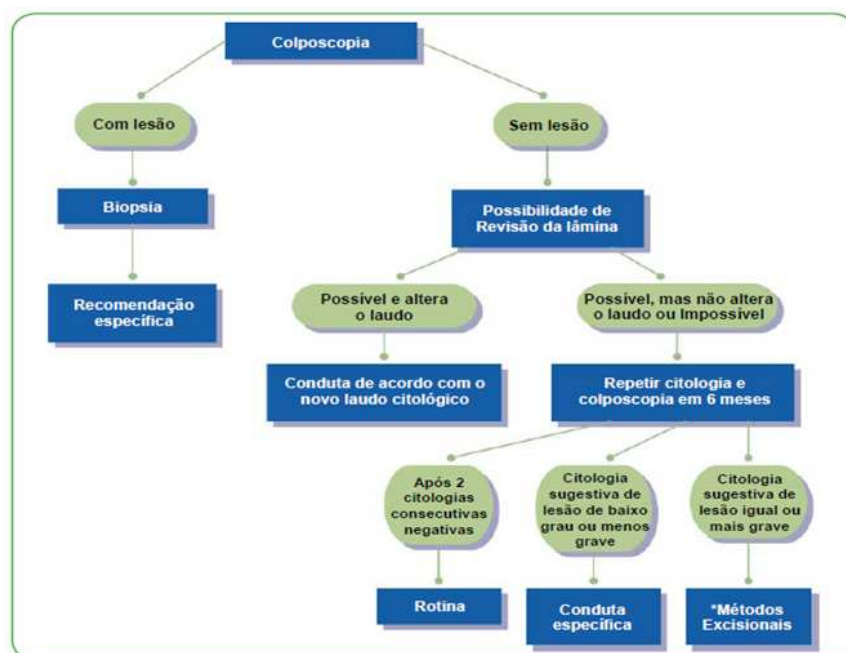 Colposcopia
Com lesão
Sem lesão
Biopsia
Possibilidade de
Revisão da lâmina
Recomendação
específica
Possível e altera
o laudo
Possível, mas não altera
o laudo ou Impossível
Conduta de acordo com o
novo laudo citológico
Repetir citologia e
colposcopia em 6 meses
Após 2
citologias
consecutivas
negativas
Citologia
sugestiva de
lesão de baixo
grau ou menos
grave
Citologia
sugestiva de
lesão igual ou
mais grave
Rotina
Conduta
específica
*Métodos
Excisionais